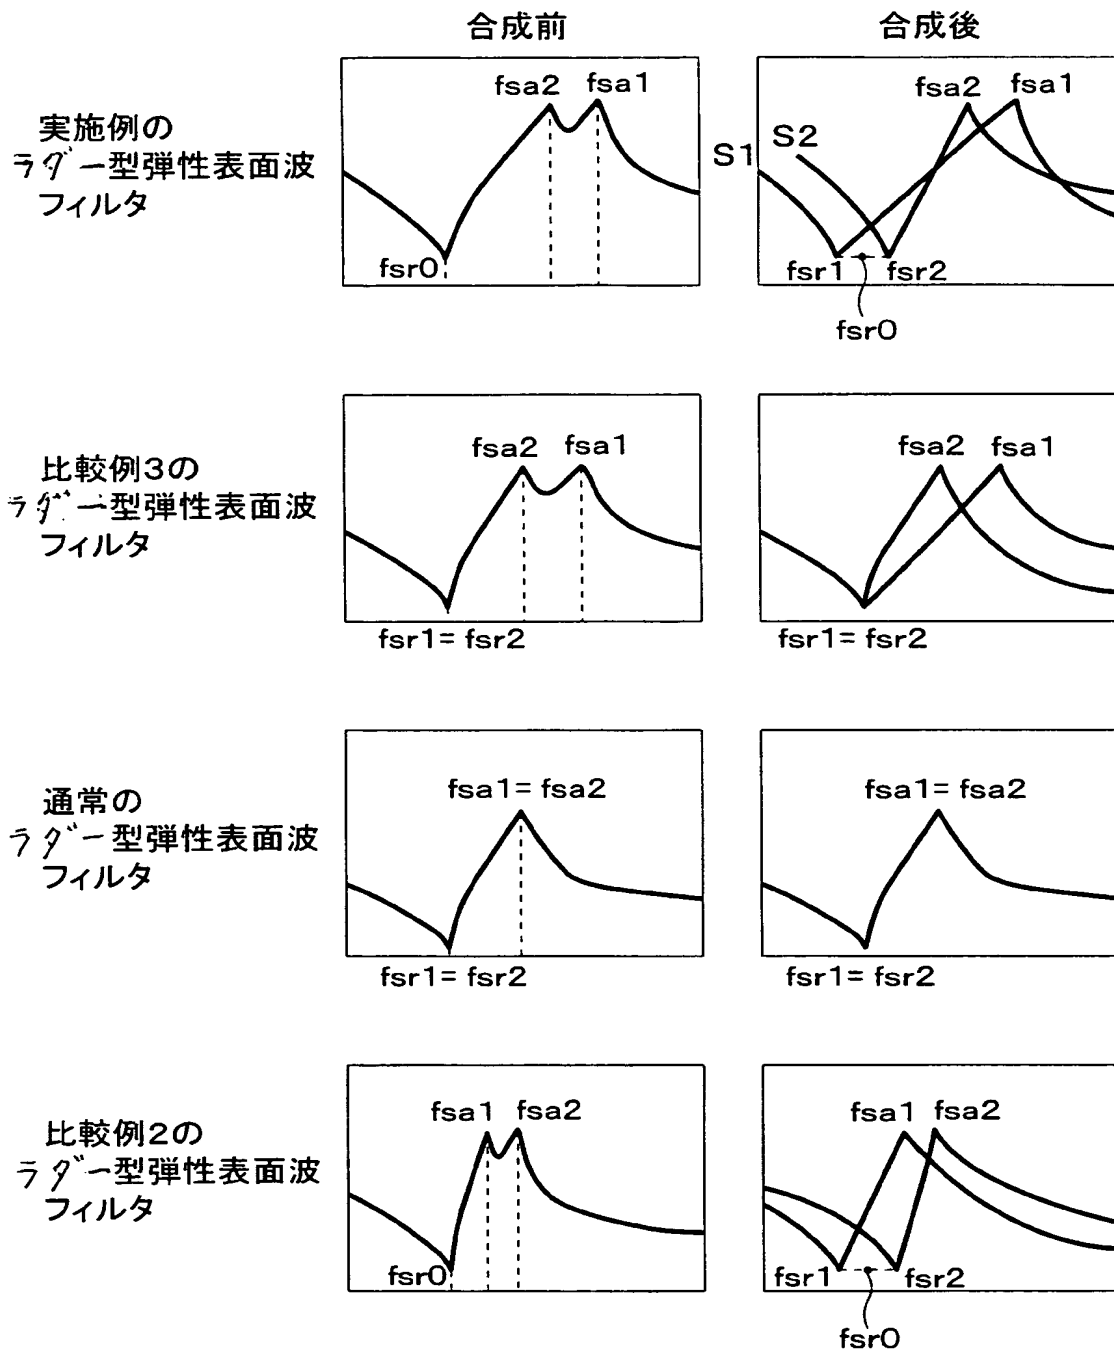 合成前
合成後
fsa2
fsa1
fsa2
fsa1
実施例の
ラダー型弾性表面波
フィルタ
S1
S2
fsr0
fsr1
fsr2
fsr0
比較例3の
ラダー型弾性表面波
フィルタ
fsa2
fsa1
fsa2
fsa1
fsr1= fsr2
fsr1= fsr2
通常の
ラダー型弾性表面波
フィルタ
fsa1= fsa2
fsa1= fsa2
fsr1= fsr2
fsr1= fsr2
比較例2の
ラダー型弾性表面波
フィルタ
fsa1
fsa2
fsa1
fsa2
fsr0
fsr1
fsr2
fsr0